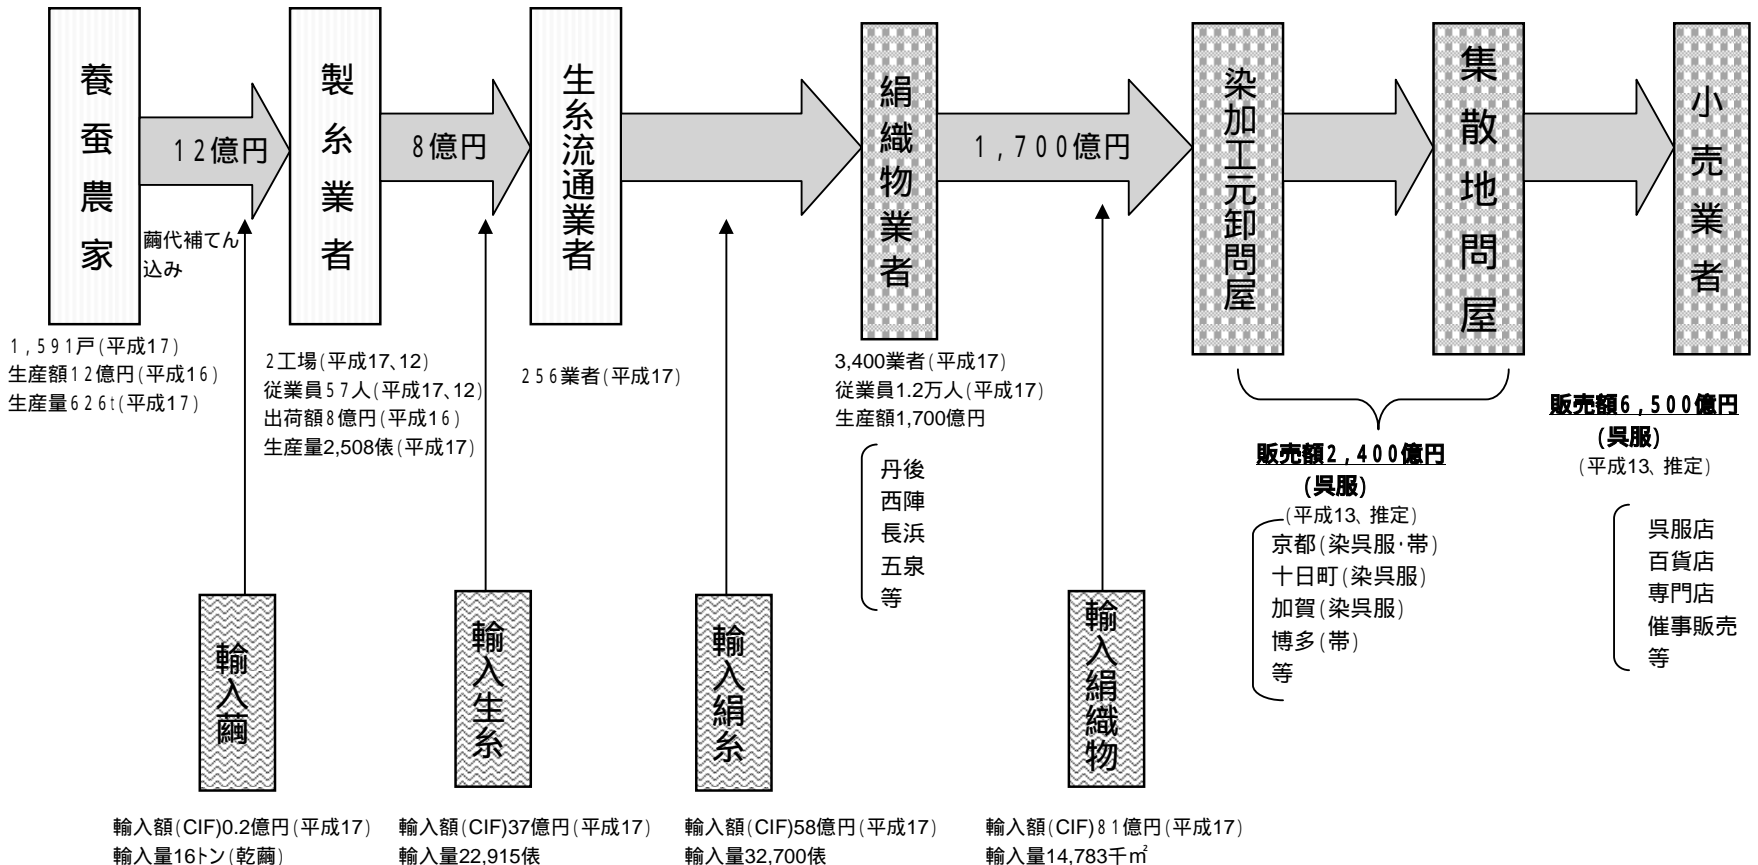 養蚕農家
12億円
繭代補てん
込み
製糸業者
8億円
生糸流通業者
絹織物業者
1,700億円
染加工元卸問屋
集散地問屋
小売業者
1,591戸(平成17)
生産額12億円(平成16)
生産量626t(平成17)
2工場(平成17、12)
従業員57人(平成17、12)
出荷額8億円(平成16)
生産量2,508俵(平成17)
256業者(平成17)
3,400業者(平成17)
従業員1.2万人(平成17)
生産額1,700億円
丹後
西陣
長浜
五泉
等
販売額2,400億円
(呉服)
(平成13、推定)
京都(染呉服・帯)
十日町(染呉服)
加賀(染呉服)
博多(帯)
等
販売額6,500億円
(呉服)
(平成13、推定)
呉服店
百貨店
専門店
催事販売
等
輸入繭
輸入生糸
輸入絹糸
輸入絹織物
輸入額(CIF)0.2億円(平成17)
輸入量16トン(乾繭)
輸入額(CIF)37億円(平成17)
輸入量22,915俵
輸入額(CIF)58億円(平成17)
輸入量32,700俵
輸入額(CIF)81億円(平成17)
輸入量14,783千㎡